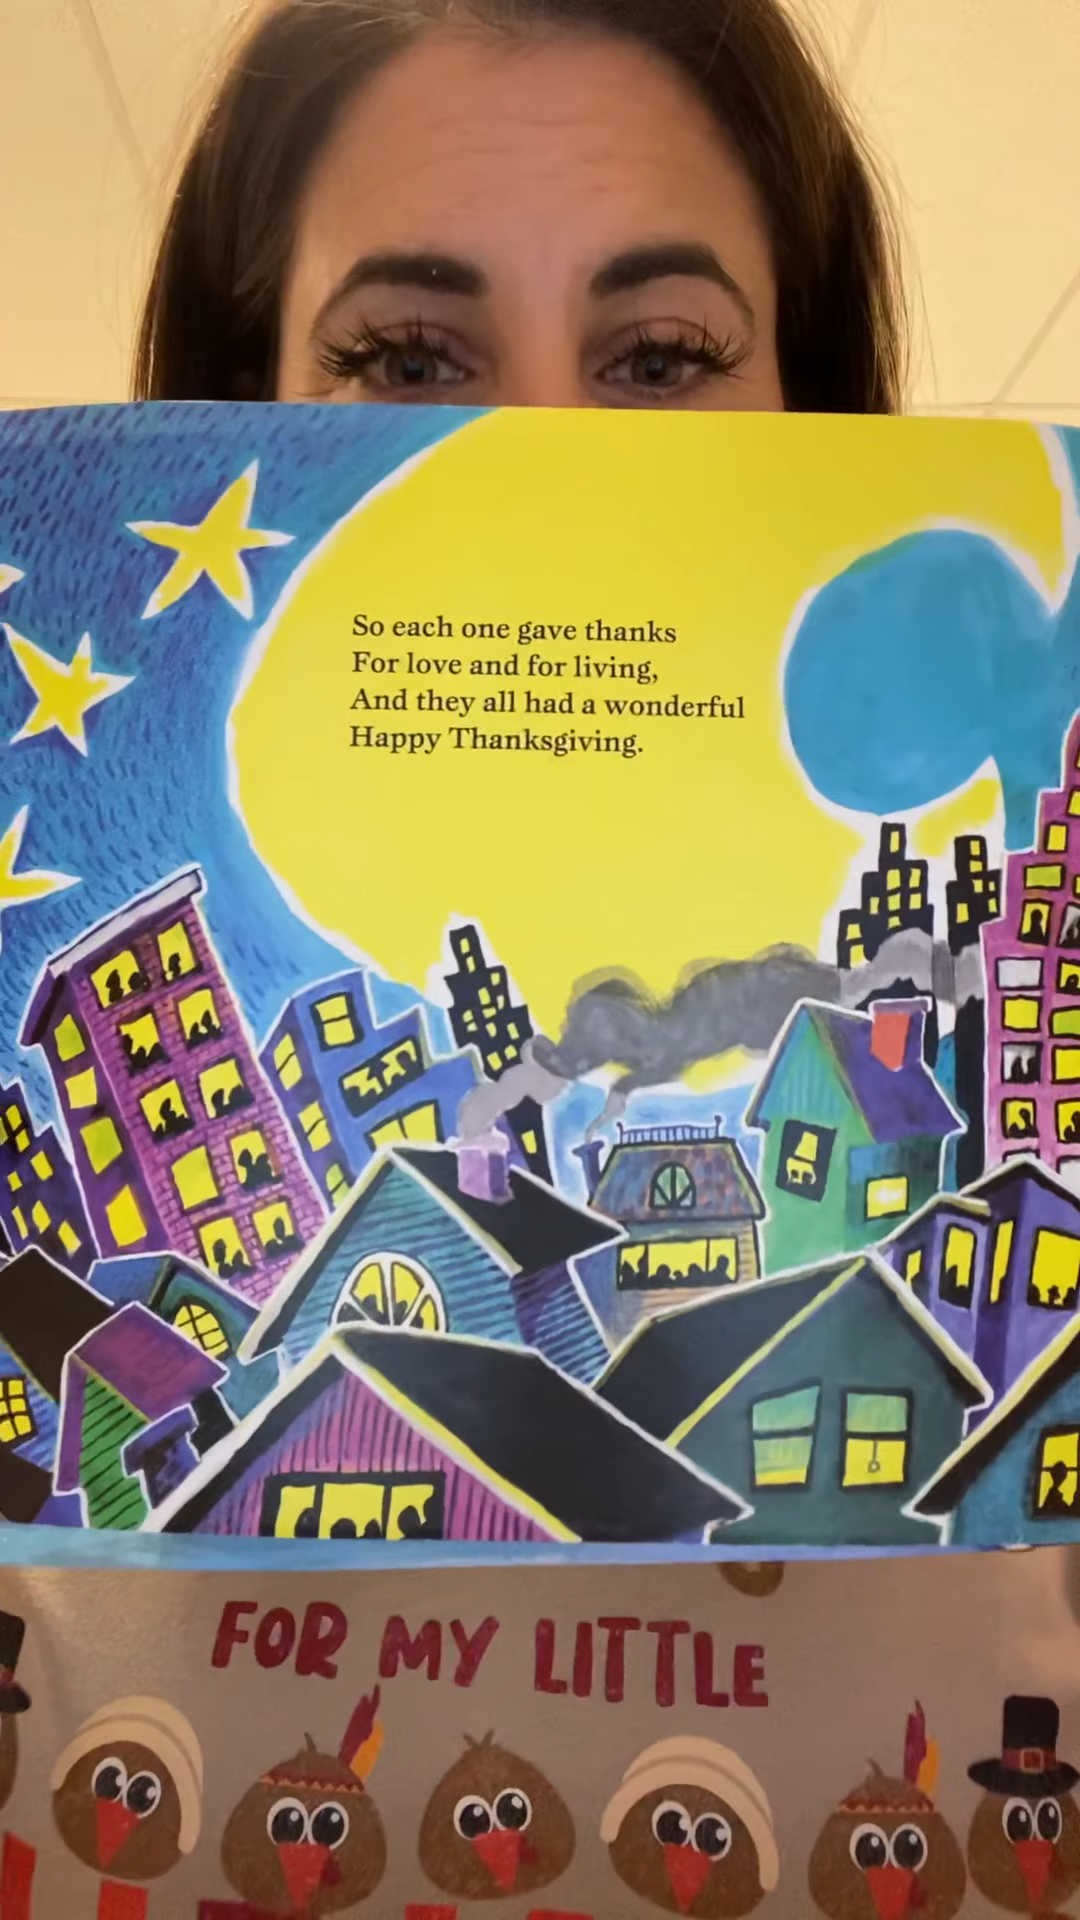 So each one gave thanks
For love and for living,
And they all had a wonderful
Happy Thanksgiving.
FOR MY LITTLE